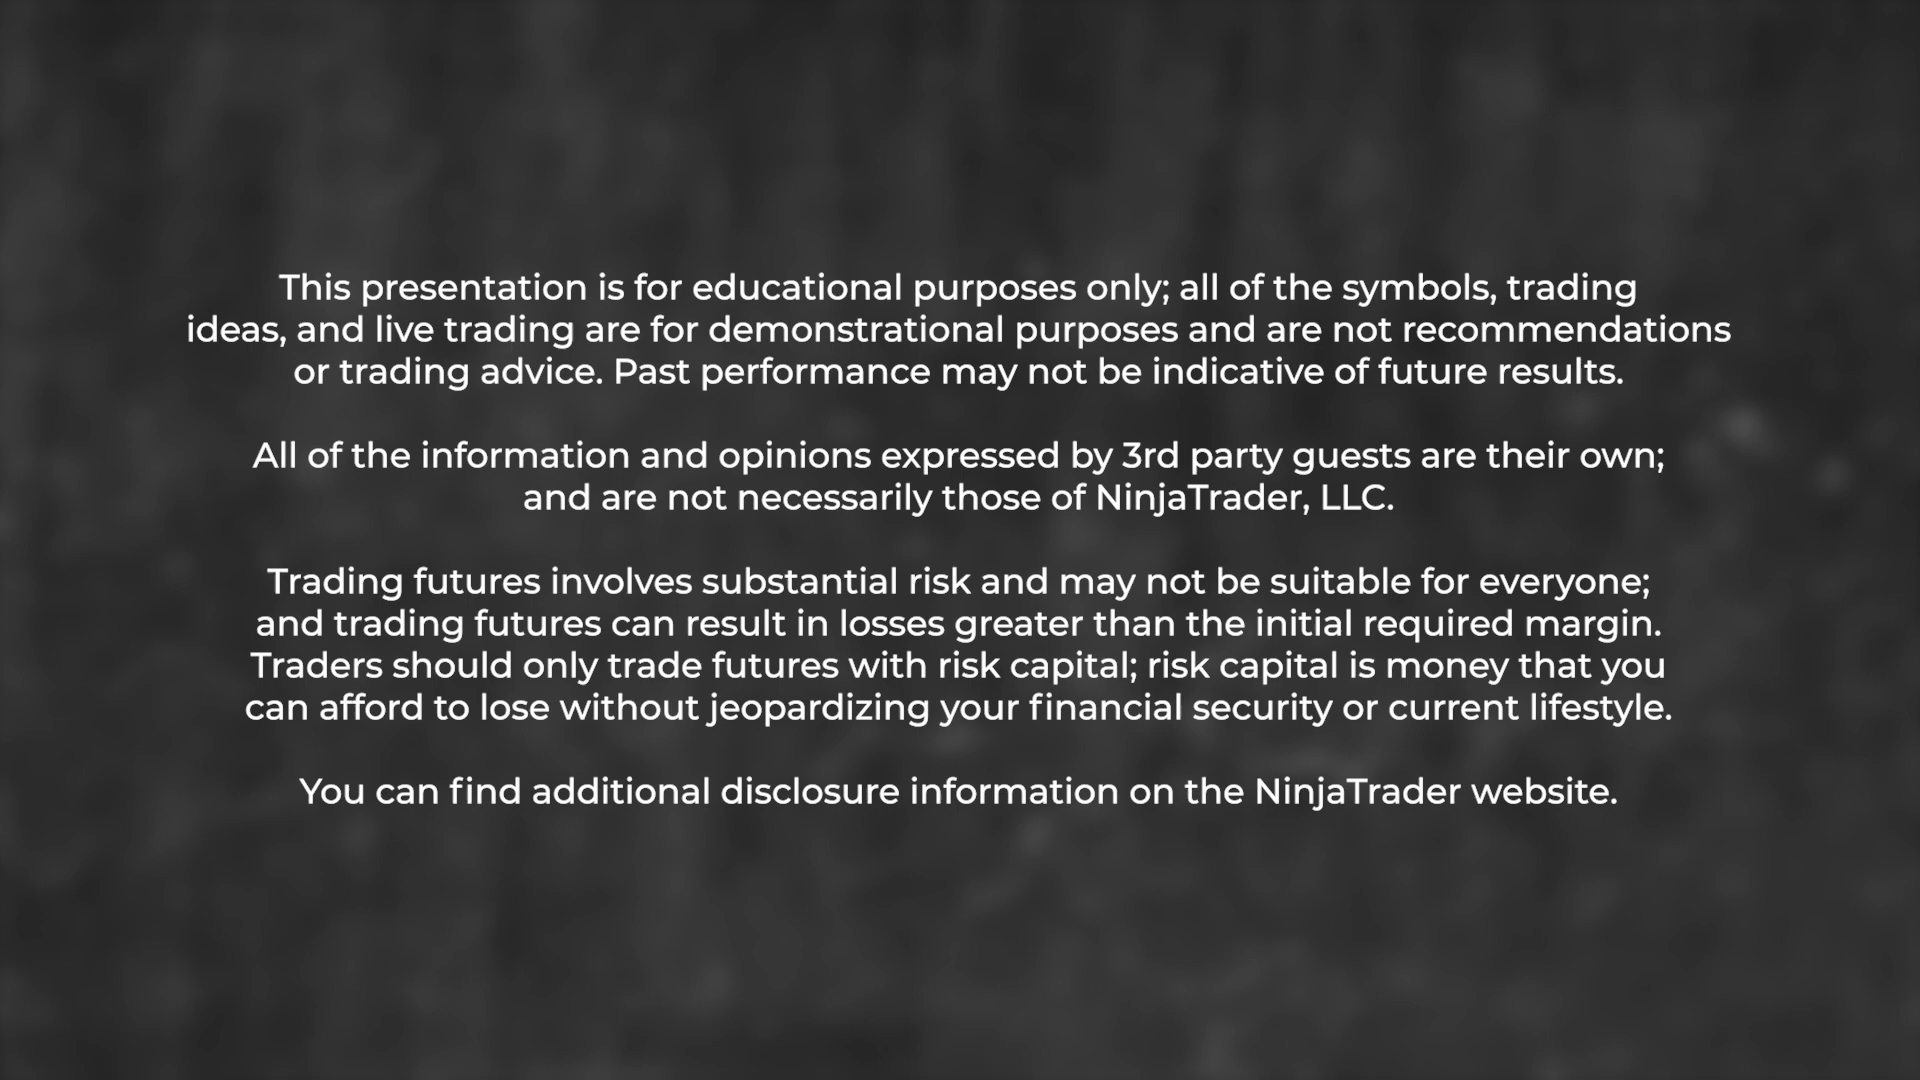 This presentation is for educational purposes only; all of the symbols, trading
ideas, and live trading are for demonstrational purposes and are not recommendations
or trading advice. Past performance may not be indicative of future results.
All of the information and opinions expressed by 3rd party guests are their own;
and are not necessarily those of NinjaTrader, LLC.
Trading futures involves substantial risk and may not be suitable for everyone;
and trading futures can result in losses greater than the initial required margin.
Traders should only trade futures with risk capital; risk capital is money that you
can afford to lose without jeopardizing your financial security or current lifestyle.
You can find additional disclosure information on the NinjaTrader website.